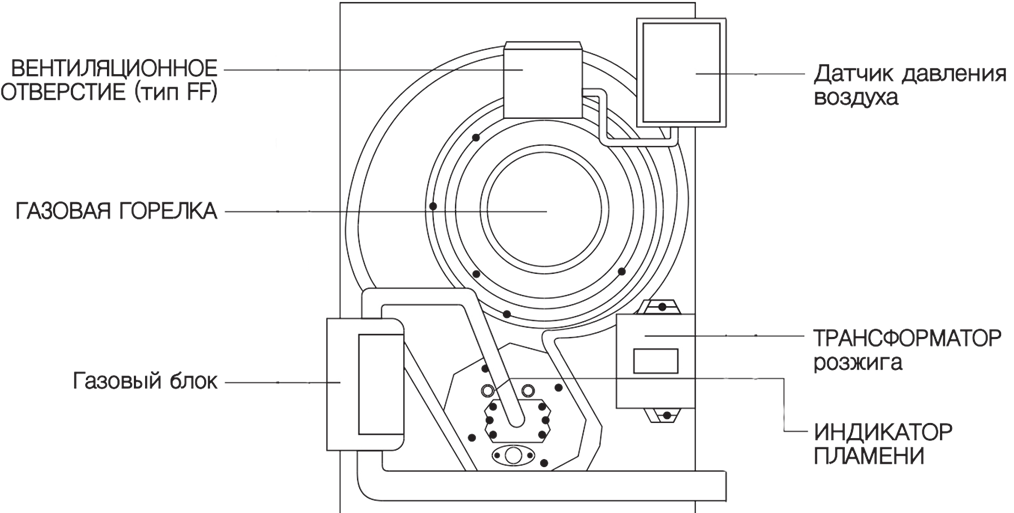 ВЕНТИЛЯЦИОННОЕ
ОТВЕРСТИЕ (тип FF)
Датчик давления
воздуха
ГАЗОВАЯ ГОРЕЛКА
ТРАНСФОРМАТОР
розжига
Газовый блок
ИНДИКАТОР
ПЛАМЕНИ